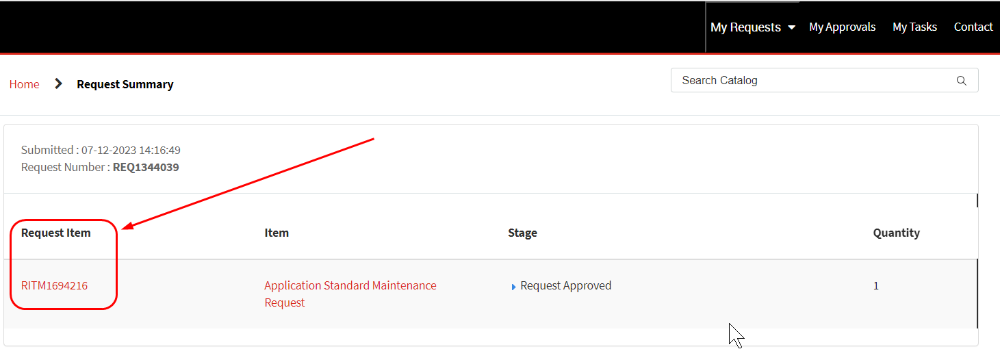 My Requests My Approvals My Tasks Contact
Home Request Summary Search Catalog
Submitted : 07-12-2023 14:16:49
Request Number : REQ1344039
Request Item Item Stage Quantity
RITM1694216 Application Standard Maintenance Request Approved 1
Request